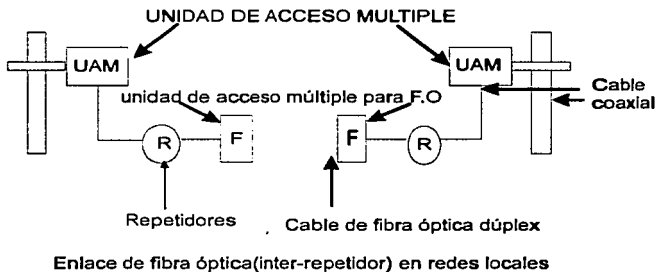 UNIDAD DE ACCESO MULTIPLE
UAM
UAM
unidad de acceso múltiple para F.O
Cable
coaxial
R
F
F
R
Repetidores
Cable de fibra óptica dúplex
Enlace de fibra óptica(inter-repetidor) en redes locales